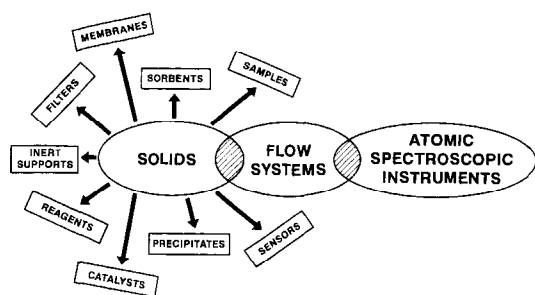 MEMBRANES
SORBENTS
SAMPLES
FILTERS
INERT
SUPPORTS
SOLIDS
FLOW
SYSTEMS
ATOMIC
SPECTROSCOPIC
INSTRUMENTS
REAGENTS
CATALYSTS
PRECIPITATES
SENSORS